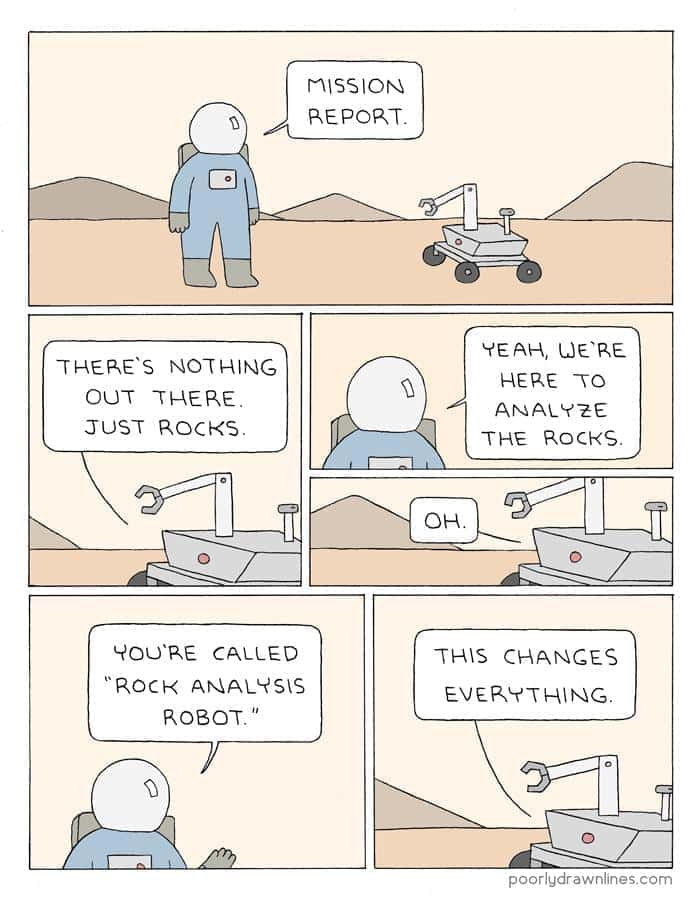 MISSION
REPORT.
THERE'S NOTHING
OUT THERE.
JUST ROCKS.
YEAH, WE'RE
HERE TO
ANALYZE
THE ROCKS.
OH.
YOU'RE CALLED
"ROCK ANALYSIS
ROBOT."
THIS CHANGES
EVERYTHING.
poorlydrawnlines.com